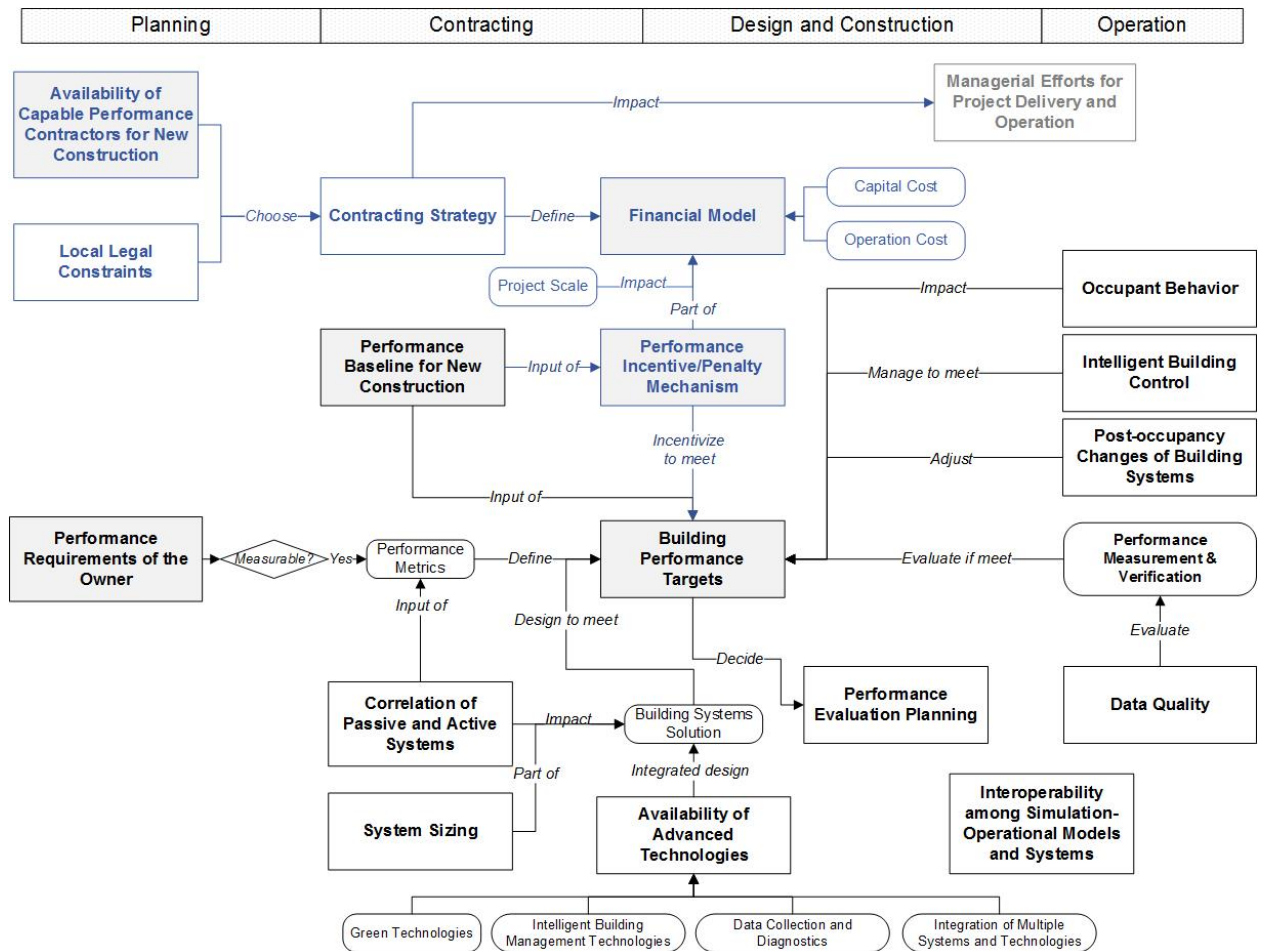 Planning
Contracting
Design and Construction
Operation
Availability of
Capable Performance
Contractors for New
Construction
Impact
Managerial Efforts for
Project Delivery and
Operation
Choose
Contracting Strategy
Define
Financial Model
Capital Cost
Operation Cost
Local Legal
Constraints
Project Scale
Impact
Part of
Impact
Occupant Behavior
Performance
Baseline for New
Construction
Input of
Performance
Incentive/Penalty
Mechanism
Manage to meet
Intelligent Building
Control
Incentivize
to meet
Adjust
Post-occupancy
Changes of Building
Systems
Input of
Performance
Requirements of the
Owner
Measurable?
Yes
Performance
Metrics
Define
Building
Performance
Targets
Evaluate if meet
Performance
Measurement &
Verification
Input of
Design to meet
Evaluate
Decide
Correlation of
Passive and Active
Systems
Impact
Building Systems
Solution
Performance
Evaluation Planning
Data Quality
Part of
Integrated design
System Sizing
Availability of
Advanced
Technologies
Interoperability
among Simulation-
Operational Models
and Systems
Green Technologies
Intelligent Building
Management Technologies
Data Collection and
Diagnostics
Integration of Multiple
Systems and Technologies